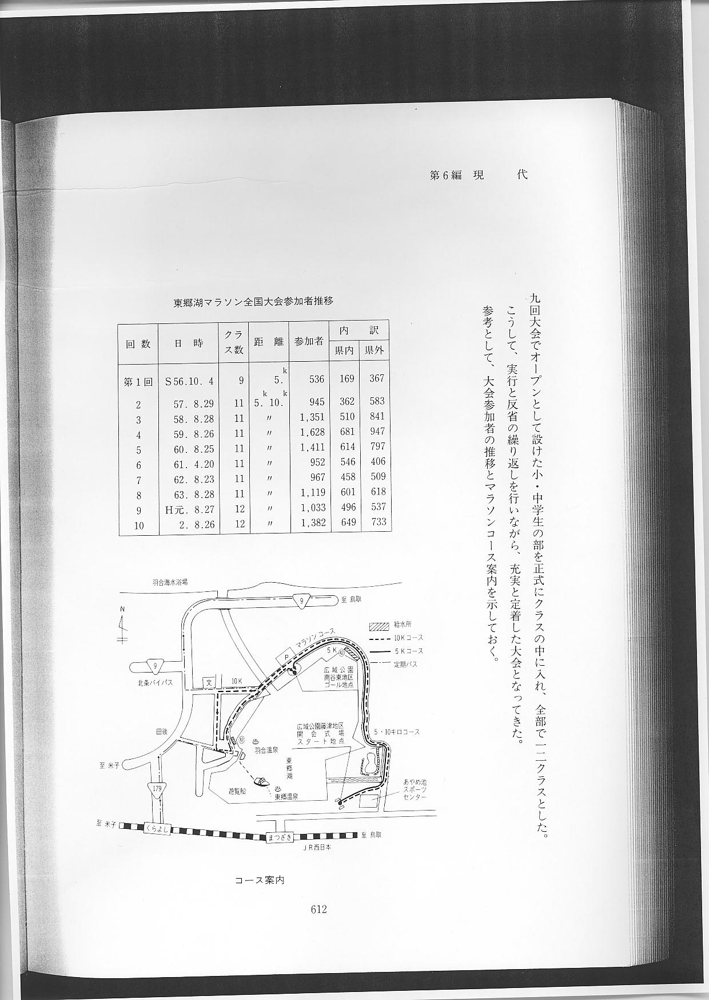 第6編　現　　　代
九回大会でオープンとして設けた小・中学生の部を正式にクラスの中に入れ、全部で一二クラスとした。
こうして、実行と反省の繰り返しを行いながら、充実と定着した大会となってきた。
参考として、大会参加者の推移とマラソンコース案内を示しておく。
東郷湖マラソン全国大会参加者推移
回数 日時 クラス数 距離 参加者 内訳 県内 県外
第1回 S56.10. 4 9 5.k 536 169 367
2 57. 8.29 11 5.k 10.k 945 362 583
3 58. 8.28 11 〃 1,351 510 841
4 59. 8.26 11 〃 1,628 681 947
5 60. 8.25 11 〃 1,411 614 797
6 61. 4.20 11 〃 952 546 406
7 62. 8.23 11 〃 967 458 509
8 63. 8.28 11 〃 1,119 601 618
9 H元. 8.27 12 〃 1,033 496 537
10 2. 8.26 12 〃 1,382 649 733
羽合海水浴場
9
至 鳥取
N
給水所
10Kコース
5Kコース
定期バス
マラソンコース
P
5K
給
広域公園
南谷東地区
ゴール地点
9
北条バイパス
文
10K
田後
給
羽合温泉
広域公園藤津地区
開会式場
スタート地点
5・10キロコース
東郷湖
至 米子
179
遊覧船
東郷温泉
あやめ池
スポーツ
センター
至 米子
くらよし
まつざき
至 鳥取
JR西日本
コース案内
612